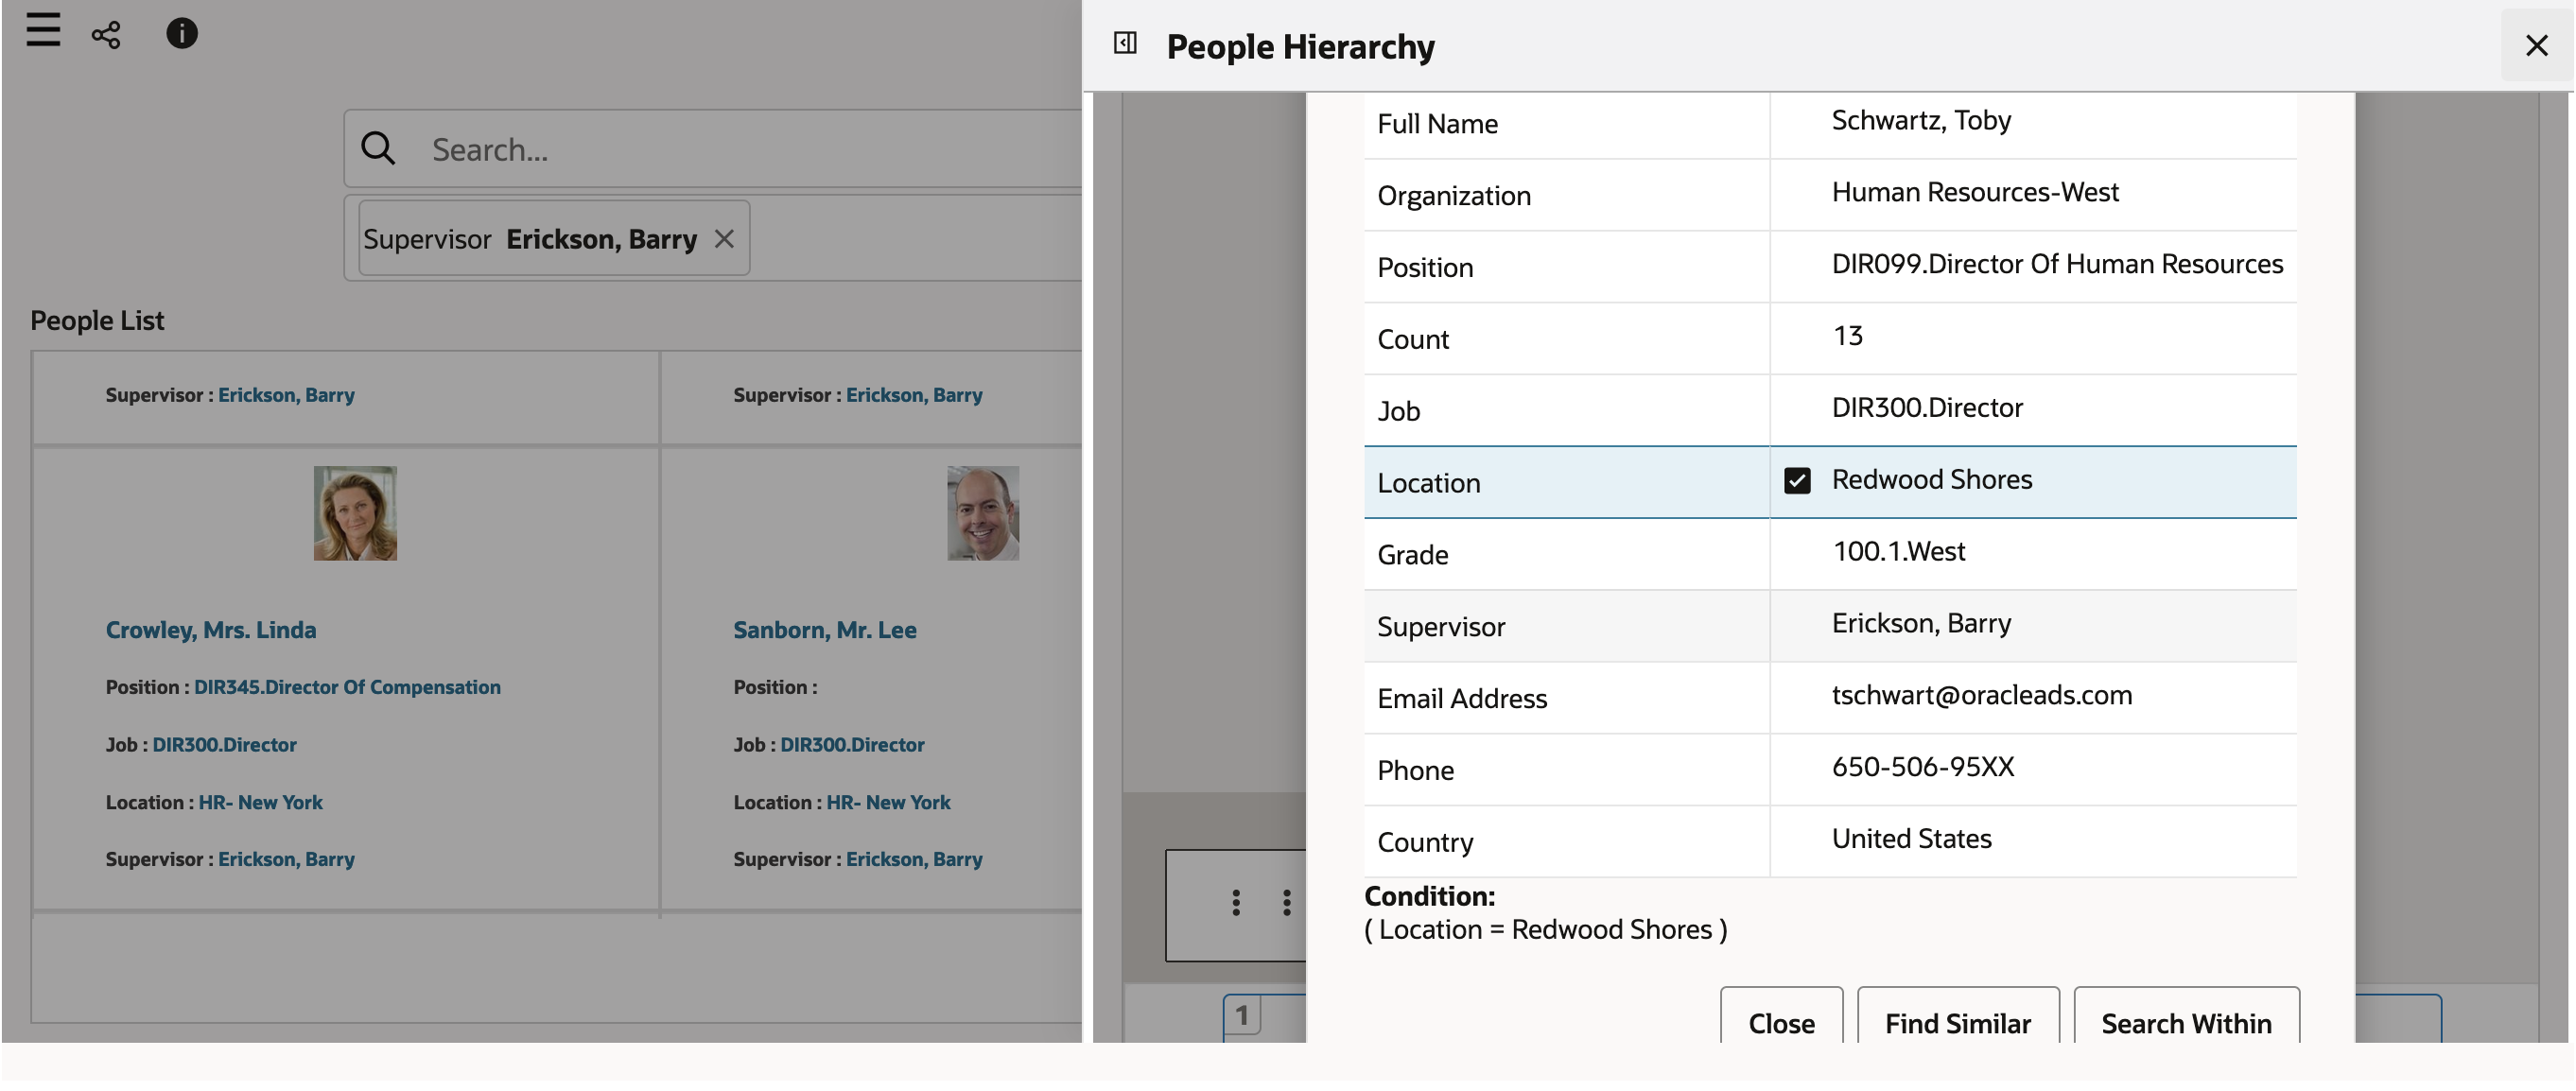 People Hierarchy
Search...
Supervisor Erickson, Barry
People List
Supervisor : Erickson, Barry
Supervisor : Erickson, Barry
Crowley, Mrs. Linda
Position : DIR345.Director Of Compensation
Job : DIR300.Director
Location : HR- New York
Supervisor : Erickson, Barry
Sanborn, Mr. Lee
Position :
Job : DIR300.Director
Location : HR- New York
Supervisor : Erickson, Barry
Full Name Schwartz, Toby
Organization Human Resources-West
Position DIR099.Director Of Human Resources
Count 13
Job DIR300.Director
Location Redwood Shores
Grade 100.1.West
Supervisor Erickson, Barry
Email Address tschwart@oracleads.com
Phone 650-506-95XX
Country United States
Condition:
( Location = Redwood Shores )
1
Close Find Similar Search Within